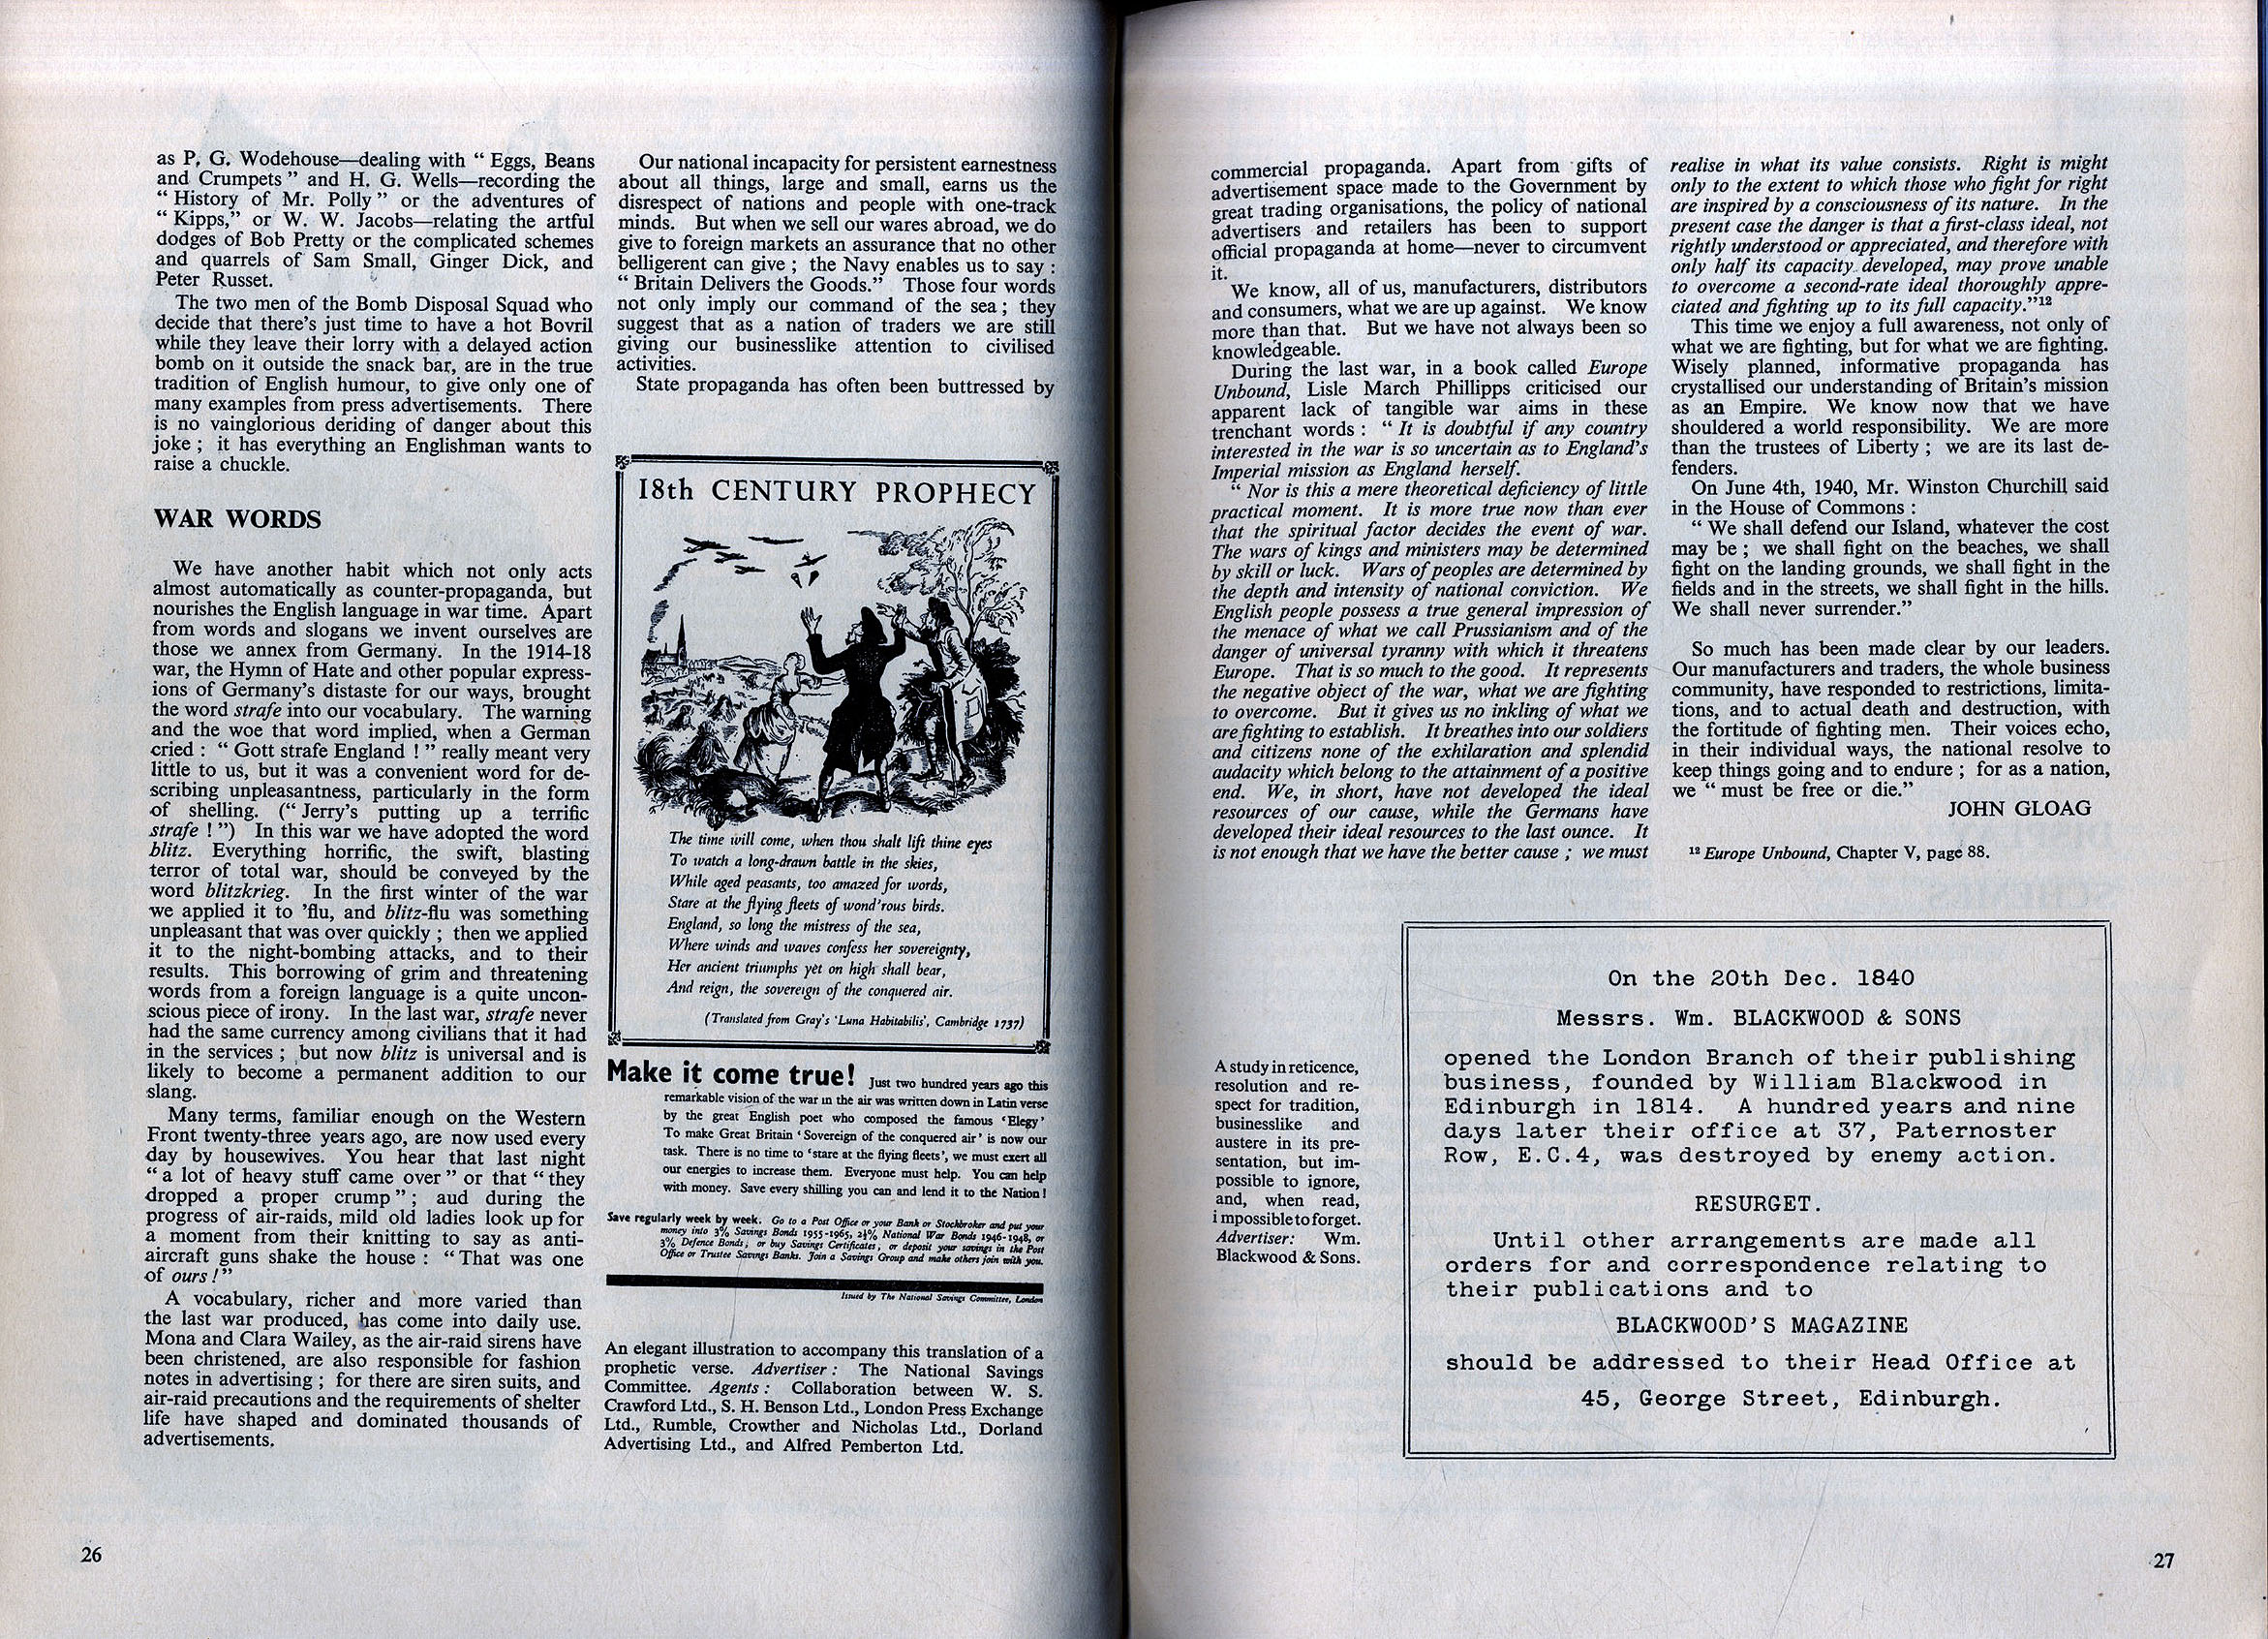 as P. G. Wodehouse—dealing with “ Eggs, Beans
and Crumpets ” and H. G. Wells—recording the
“ History of Mr. Polly ” or the adventures of
“ Kipps,” or W. W. Jacobs—relating the artful
dodges of Bob Pretty or the complicated schemes
and quarrels of Sam Small, Ginger Dick, and
Peter Russet.
The two men of the Bomb Disposal Squad who
decide that there’s just time to have a hot Bovril
while they leave their lorry with a delayed action
bomb on it outside the snack bar, are in the true
tradition of English humour, to give only one of
many examples from press advertisements. There
is no vainglorious deriding of danger about this
joke ; it has everything an Englishman wants to
raise a chuckle.
WAR WORDS
We have another habit which not only acts
almost automatically as counter-propaganda, but
nourishes the English language in war time. Apart
from words and slogans we invent ourselves are
those we annex from Germany. In the 1914-18
war, the Hymn of Hate and other popular express-
ions of Germany’s distaste for our ways, brought
the word strafe into our vocabulary. The warning
and the woe that word implied, when a German
cried : “ Gott strafe England ! ” really meant very
little to us, but it was a convenient word for de-
scribing unpleasantness, particularly in the form
of shelling. (“ Jerry’s putting up a terrific
strafe ! ”) In this war we have adopted the word
blitz. Everything horrific, the swift, blasting
terror of total war, should be conveyed by the
word blitzkrieg. In the first winter of the war
we applied it to ’flu, and blitz-flu was something
unpleasant that was over quickly ; then we applied
it to the night-bombing attacks, and to their
results. This borrowing of grim and threatening
words from a foreign language is a quite uncon-
scious piece of irony. In the last war, strafe never
had the same currency among civilians that it had
in the services ; but now blitz is universal and is
likely to become a permanent addition to our
slang.
Many terms, familiar enough on the Western
Front twenty-three years ago, are now used every
day by housewives. You hear that last night
“ a lot of heavy stuff came over ” or that “ they
dropped a proper crump ” ; aud during the
progress of air-raids, mild old ladies look up for
a moment from their knitting to say as anti-
aircraft guns shake the house : “ That was one
of ours ! ”
A vocabulary, richer and more varied than
the last war produced, has come into daily use.
Mona and Clara Wailey, as the air-raid sirens have
been christened, are also responsible for fashion
notes in advertising ; for there are siren suits, and
air-raid precautions and the requirements of shelter
life have shaped and dominated thousands of
advertisements.
Our national incapacity for persistent earnestness
about all things, large and small, earns us the
disrespect of nations and people with one-track
minds. But when we sell our wares abroad, we do
give to foreign markets an assurance that no other
belligerent can give ; the Navy enables us to say :
“ Britain Delivers the Goods.” Those four words
not only imply our command of the sea ; they
suggest that as a nation of traders we are still
giving our businesslike attention to civilised
activities.
State propaganda has often been buttressed by
18th CENTURY PROPHECY
The time will come, when thou shalt lift thine eyes
To watch a long-drawn battle in the skies,
While aged peasants, too amazed for words,
Stare at the flying fleets of wond’rous birds.
England, so long the mistress of the sea,
Where winds and waves confess her sovereignty,
Her ancient triumphs yet on high shall bear,
And reign, the sovereign of the conquered air.
(Translated from Gray’s ‘Luna Habitabilis’, Cambridge 1737)
Make it come true! Just two hundred years ago this
remarkable vision of the war in the air was written down in Latin verse
by the great English poet who composed the famous ‘Elegy’
To make Great Britain ‘Sovereign of the conquered air’ is now our
task. There is no time to ‘stare at the flying fleets’, we must exert all
our energies to increase them. Everyone must help. You can help
with money. Save every shilling you can and lend it to the Nation!
Save regularly week by week. Go to a Post Office or your Bank or Stockbroker and put your
money into 3% Savings Bonds 1955-1965, 2½% National War Bonds 1946-1948, or
3% Defence Bonds; or buy Savings Certificates; or deposit your savings in the Post
Office or Trustee Savings Banks. Join a Savings Group and make others join with you.
Issued by The National Savings Committee, London
An elegant illustration to accompany this translation of a
prophetic verse. Advertiser : The National Savings
Committee. Agents : Collaboration between W. S.
Crawford Ltd., S. H. Benson Ltd., London Press Exchange
Ltd., Rumble, Crowther and Nicholas Ltd., Dorland
Advertising Ltd., and Alfred Pemberton Ltd.
26
commercial propaganda. Apart from gifts of
advertisement space made to the Government by
great trading organisations, the policy of national
advertisers and retailers has been to support
official propaganda at home—never to circumvent
it.
We know, all of us, manufacturers, distributors
and consumers, what we are up against. We know
more than that. But we have not always been so
knowledgeable.
During the last war, in a book called Europe
Unbound, Lisle March Phillipps criticised our
apparent lack of tangible war aims in these
trenchant words : “ It is doubtful if any country
interested in the war is so uncertain as to England’s
Imperial mission as England herself.
“ Nor is this a mere theoretical deficiency of little
practical moment. It is more true now than ever
that the spiritual factor decides the event of war.
The wars of kings and ministers may be determined
by skill or luck. Wars of peoples are determined by
the depth and intensity of national conviction. We
English people possess a true general impression of
the menace of what we call Prussianism and of the
danger of universal tyranny with which it threatens
Europe. That is so much to the good. It represents
the negative object of the war, what we are fighting
to overcome. But it gives us no inkling of what we
are fighting to establish. It breathes into our soldiers
and citizens none of the exhilaration and splendid
audacity which belong to the attainment of a positive
end. We, in short, have not developed the ideal
resources of our cause, while the Germans have
developed their ideal resources to the last ounce. It
is not enough that we have the better cause ; we must
realise in what its value consists. Right is might
only to the extent to which those who fight for right
are inspired by a consciousness of its nature. In the
present case the danger is that a first-class ideal, not
rightly understood or appreciated, and therefore with
only half its capacity developed, may prove unable
to overcome a second-rate ideal thoroughly appre-
ciated and fighting up to its full capacity.”¹²
This time we enjoy a full awareness, not only of
what we are fighting, but for what we are fighting.
Wisely planned, informative propaganda has
crystallised our understanding of Britain’s mission
as an Empire. We know now that we have
shouldered a world responsibility. We are more
than the trustees of Liberty ; we are its last de-
fenders.
On June 4th, 1940, Mr. Winston Churchill said
in the House of Commons :
“ We shall defend our Island, whatever the cost
may be ; we shall fight on the beaches, we shall
fight on the landing grounds, we shall fight in the
fields and in the streets, we shall fight in the hills.
We shall never surrender.”
So much has been made clear by our leaders.
Our manufacturers and traders, the whole business
community, have responded to restrictions, limita-
tions, and to actual death and destruction, with
the fortitude of fighting men. Their voices echo,
in their individual ways, the national resolve to
keep things going and to endure ; for as a nation,
we “ must be free or die.”
JOHN GLOAG
¹² Europe Unbound, Chapter V, page 88.
A study in reticence,
resolution and re-
spect for tradition,
businesslike and
austere in its pre-
sentation, but im-
possible to ignore,
and, when read,
impossible to forget.
Advertiser: Wm.
Blackwood & Sons.
On the 20th Dec. 1840
Messrs. Wm. BLACKWOOD & SONS
opened the London Branch of their publishing
business, founded by William Blackwood in
Edinburgh in 1814. A hundred years and nine
days later their office at 37, Paternoster
Row, E.C.4, was destroyed by enemy action.
RESURGET.
Until other arrangements are made all
orders for and correspondence relating to
their publications and to
BLACKWOOD’S MAGAZINE
should be addressed to their Head Office at
45, George Street, Edinburgh.
27